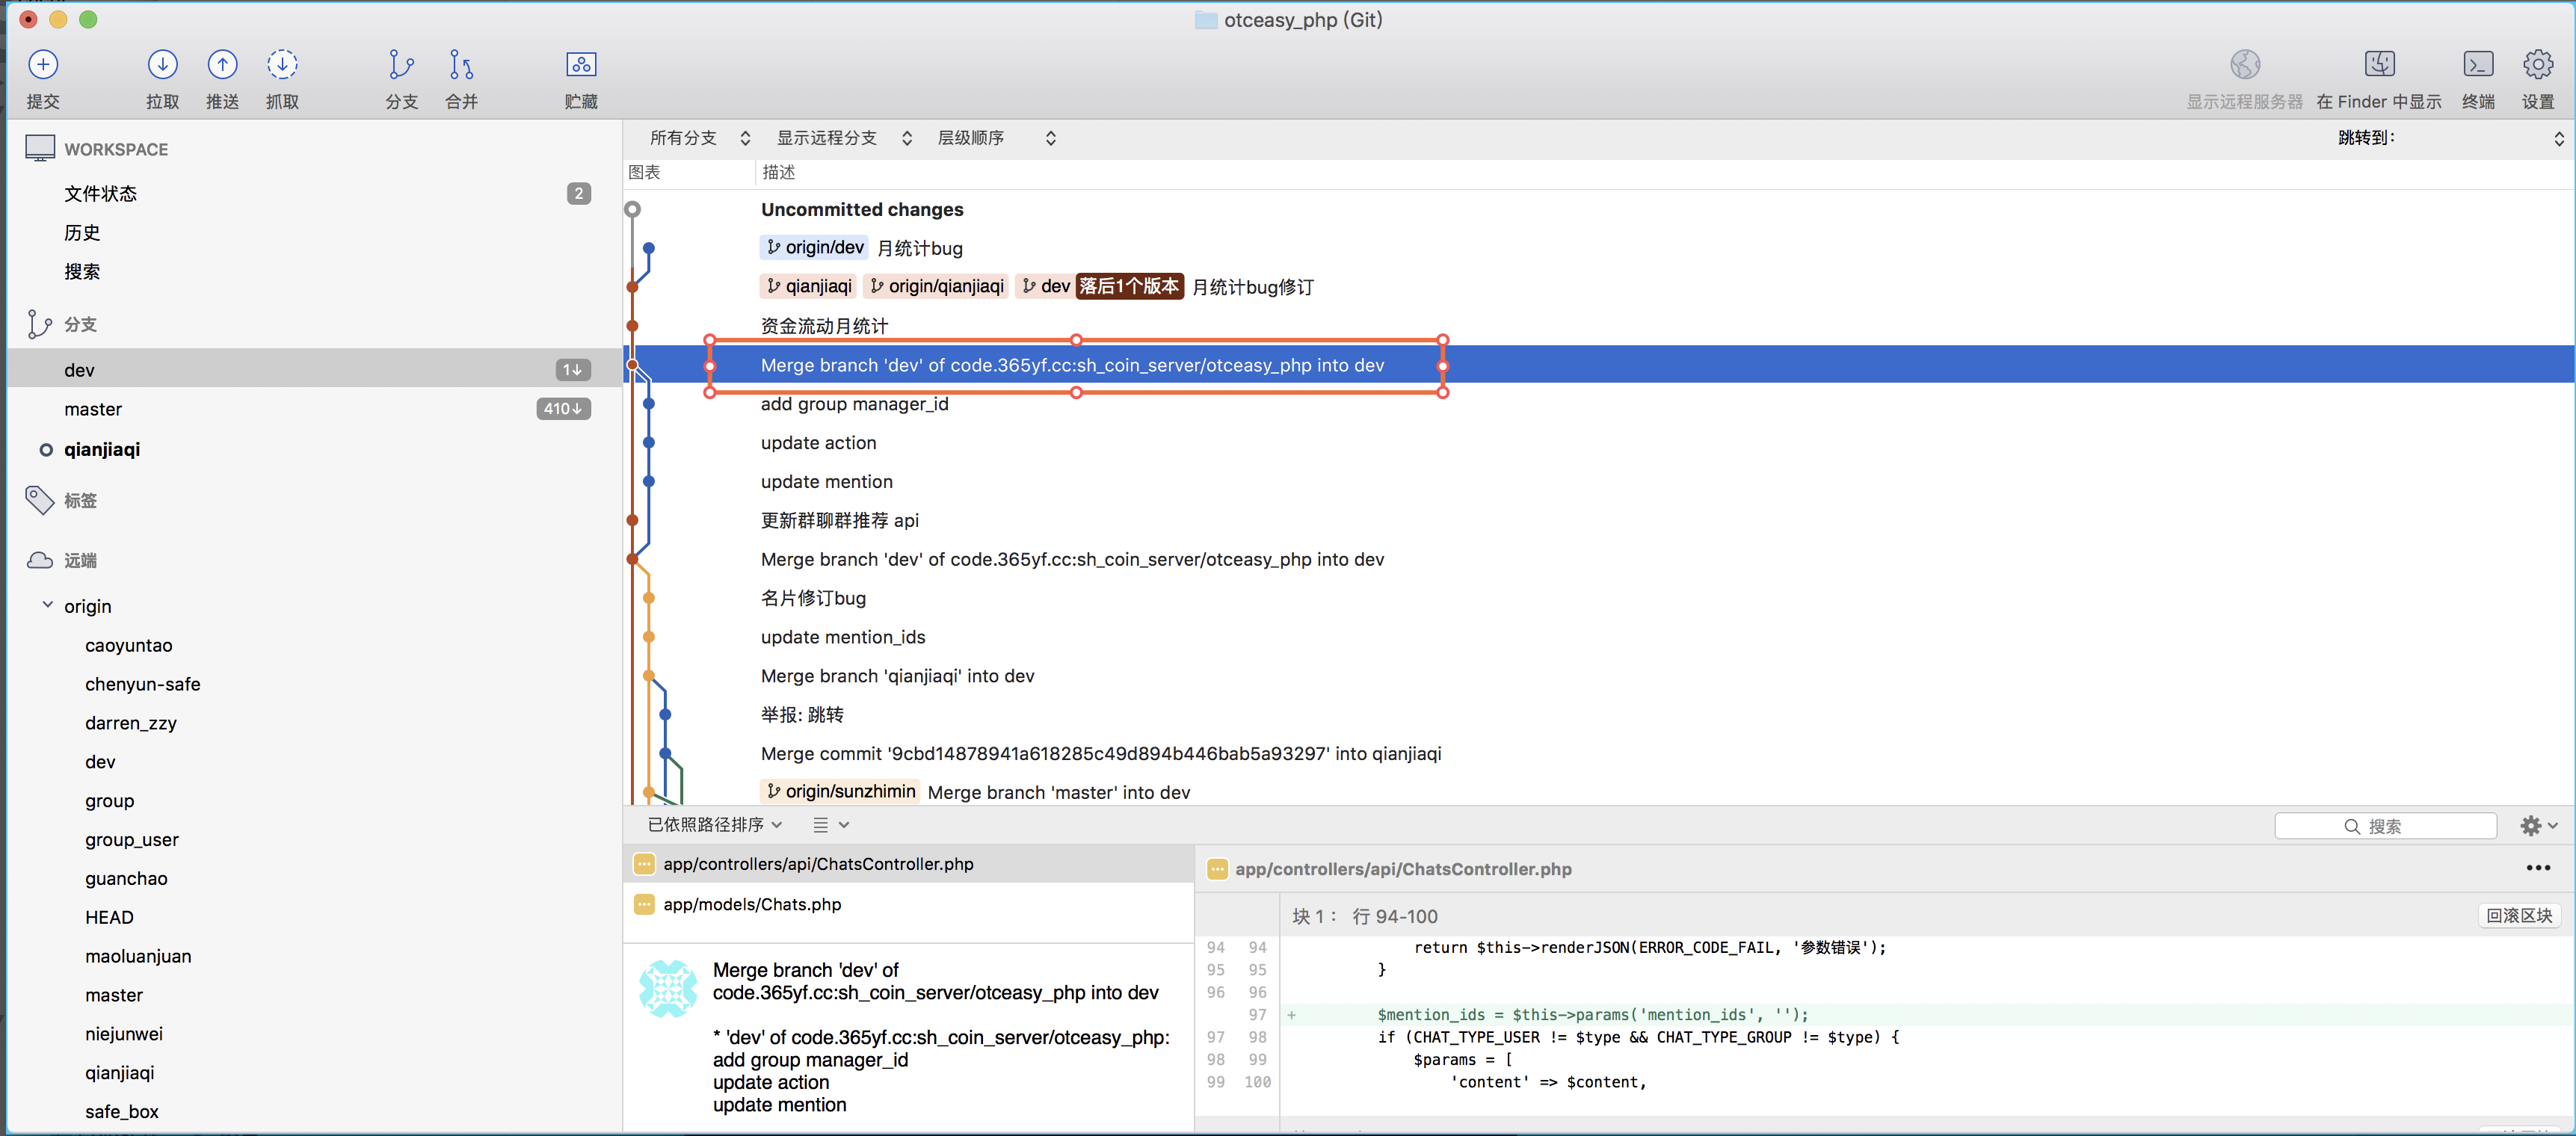 otceasy_php (Git)
提交
拉取
推送
抓取
分支
合并
贮藏
显示远程服务器
在 Finder 中显示
终端
设置
WORKSPACE
文件状态 2
历史
搜索
分支
dev 1↓
master 410↓
qianjiaqi
标签
远端
origin
caoyuntao
chenyun-safe
darren_zzy
dev
group
group_user
guanchao
HEAD
maoluanjuan
master
niejunwei
qianjiaqi
safe_box
所有分支 显示远程分支 层级顺序 跳转到：
图表 描述
Uncommitted changes
origin/dev 月统计bug
qianjiaqi origin/qianjiaqi dev 落后1个版本 月统计bug修订
资金流动月统计
Merge branch 'dev' of code.365yf.cc:sh_coin_server/otceasy_php into dev
add group manager_id
update action
update mention
更新群聊群推荐 api
Merge branch 'dev' of code.365yf.cc:sh_coin_server/otceasy_php into dev
名片修订bug
update mention_ids
Merge branch 'qianjiaqi' into dev
举报: 跳转
Merge commit '9cbd14878941a618285c49d894b446bab5a93297' into qianjiaqi
origin/sunzhimin Merge branch 'master' into dev
已依照路径排序 搜索
app/controllers/api/ChatsController.php
app/models/Chats.php
Merge branch 'dev' of
code.365yf.cc:sh_coin_server/otceasy_php into dev
* 'dev' of code.365yf.cc:sh_coin_server/otceasy_php:
add group manager_id
update action
update mention
app/controllers/api/ChatsController.php
块 1： 行 94-100 回滚区块
94 94 return $this->renderJSON(ERROR_CODE_FAIL, '参数错误');
95 95 }
96 96
97 + $mention_ids = $this->params('mention_ids', '');
97 98 if (CHAT_TYPE_USER != $type && CHAT_TYPE_GROUP != $type) {
98 99 $params = [
99 100 'content' => $content,